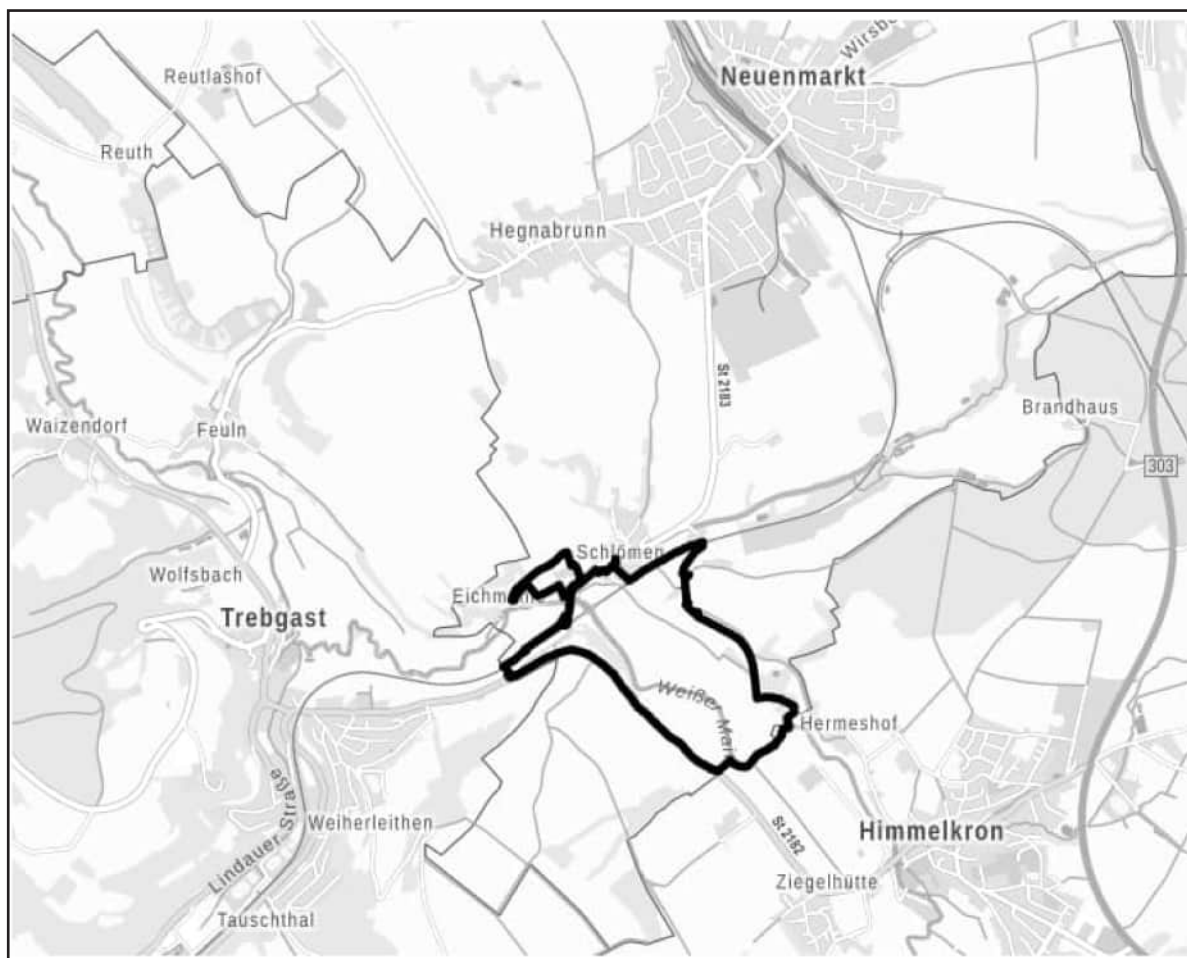 Wirsb
Neuenmarkt
Reutlashof
Reuth
Hegnabrunn
St 2183
Brandhaus
Waizendorf
Feuln
303
Schlömen
Wolfsbach
Eichmühle
Trebgast
Weißer Main
Hermeshof
Lindauer Straße
Weiherleithen
St 2182
Himmelkron
Ziegelhütte
Tauschthal